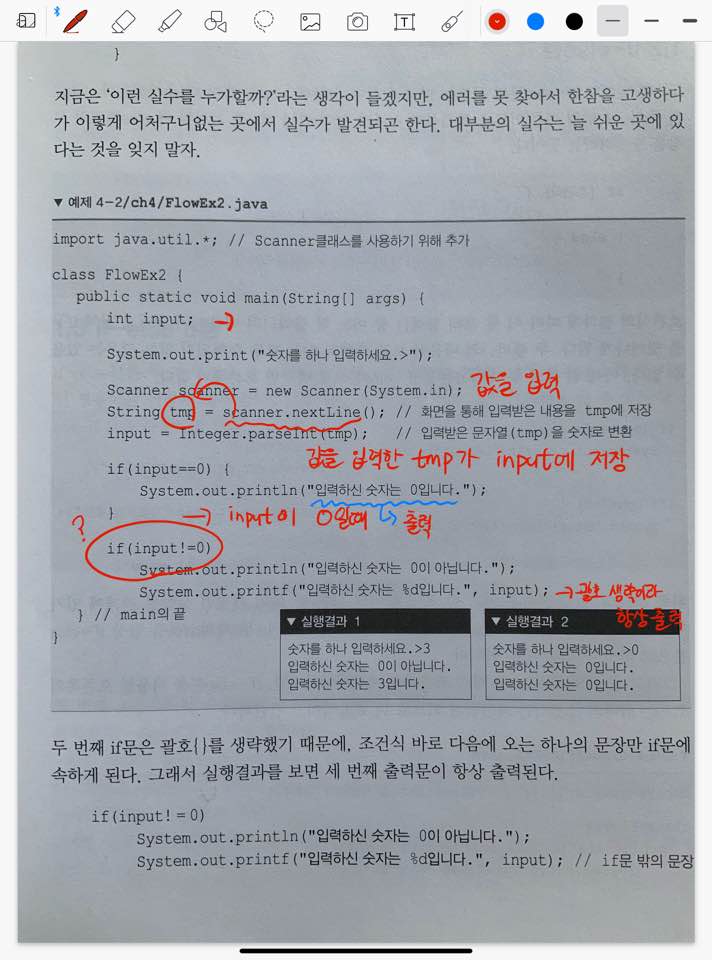 T
}
지금은 '이런 실수를 누가할까?'라는 생각이 들겠지만, 에러를 못 찾아서 한참을 고생하다
가 이렇게 어처구니없는 곳에서 실수가 발견되곤 한다. 대부분의 실수는 늘 쉬운 곳에 있
다는 것을 잊지 말자.
▼ 예제 4-2/ch4/FlowEx2.java
import java.util.*; // Scanner클래스를 사용하기 위해 추가
class FlowEx2 {
public static void main(String[] args) {
int input; →
System.out.print("숫자를 하나 입력하세요.>");
Scanner scanner = new Scanner(System.in); 값을 입력
String tmp = scanner.nextLine(); // 화면을 통해 입력받은 내용을 tmp에 저장
input = Integer.parseInt(tmp); // 입력받은 문자열(tmp)을 숫자로 변환
값을 입력한 tmp가 input에 저장
if(input==0) {
System.out.println("입력하신 숫자는 0입니다.");
} → input이 0일때 출력
?
if(input!=0)
System.out.println("입력하신 숫자는 0이 아닙니다.");
System.out.printf("입력하신 숫자는 %d입니다.", input); → 괄호 생략이라
항상 출력
} // main의 끝
}
▼ 실행결과 1
숫자를 하나 입력하세요.>3
입력하신 숫자는 0이 아닙니다.
입력하신 숫자는 3입니다.
▼ 실행결과 2
숫자를 하나 입력하세요.>0
입력하신 숫자는 0입니다.
입력하신 숫자는 0입니다.
두 번째 if문은 괄호{}를 생략했기 때문에, 조건식 바로 다음에 오는 하나의 문장만 if문에
속하게 된다. 그래서 실행결과를 보면 세 번째 출력문이 항상 출력된다.
if(input!=0)
System.out.println("입력하신 숫자는 0이 아닙니다.");
System.out.printf("입력하신 숫자는 %d입니다.", input); // if문 밖의 문장